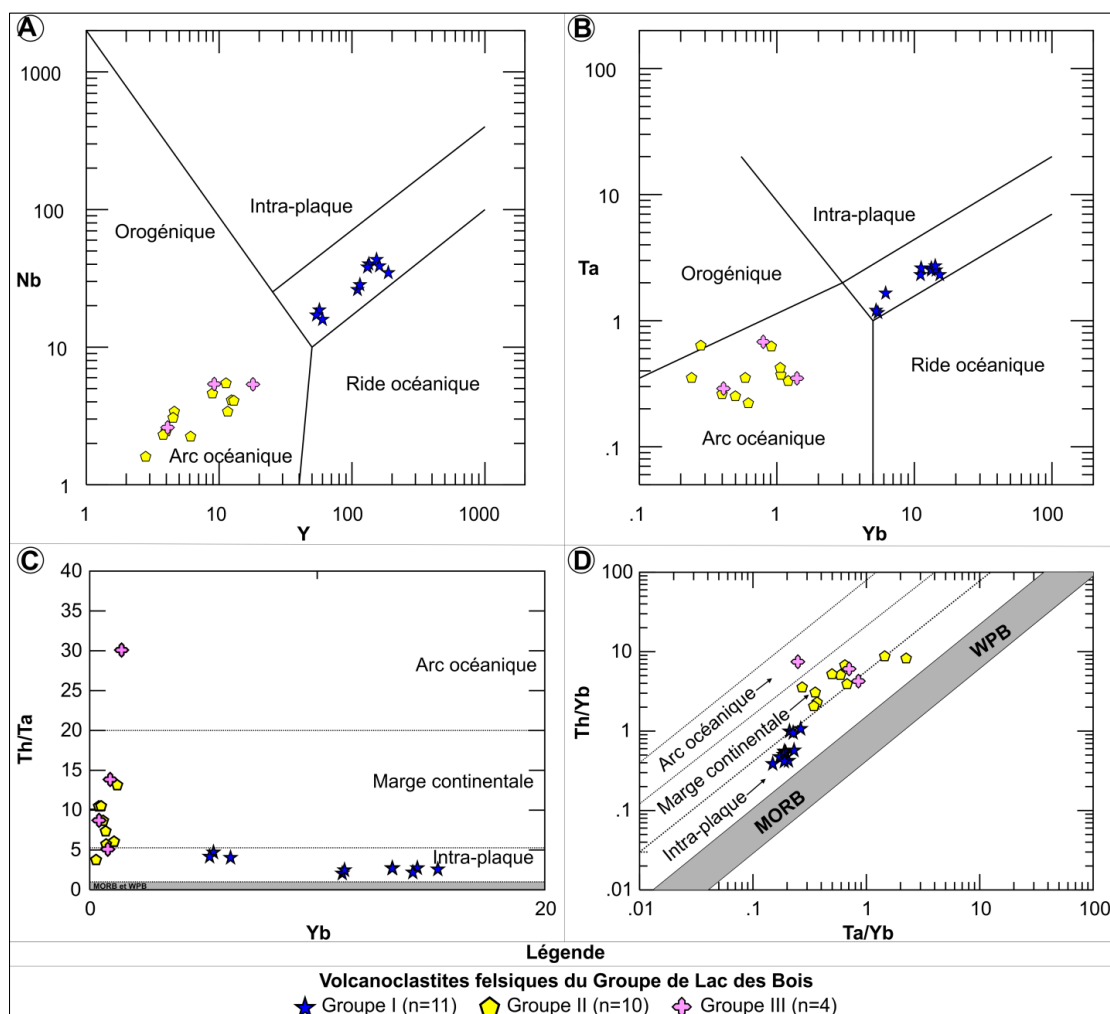 A
1000
100
10
1
Nb
Orogénique
Intra-plaque
Ride océanique
Arc océanique
1
10
100
1000
Y
B
100
10
1
.1
Ta
Intra-plaque
Orogénique
Ride océanique
Arc océanique
.1
1
10
100
Yb
C
40
35
30
25
20
15
10
5
0
Th/Ta
Arc océanique
Marge continentale
Intra-plaque
MORB et WPB
0
20
Yb
D
100
10
1
.1
.01
Th/Yb
Arc océanique
Marge continentale
Intra-plaque
MORB
WPB
.01
.1
1
10
100
Ta/Yb
Légende
Volcanoclastites felsiques du Groupe de Lac des Bois
Groupe I (n=11) Groupe II (n=10) Groupe III (n=4)